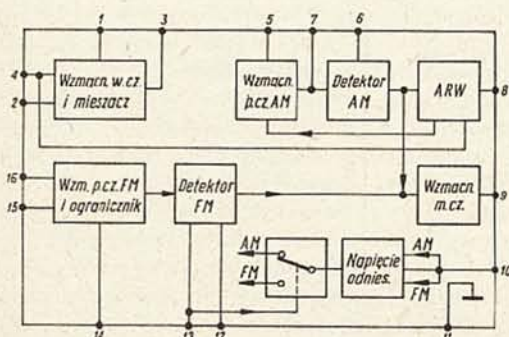 1 3 5 7 6
4
2
16
15
Wzmacn. w.cz.
i mieszacz
Wzmacn.
p.cz. AM
Detektor
AM
ARW
8
Wzm. p.cz. FM
i ogranicznik
Detektor
FM
Wzmacn.
m.cz.
9
AM
FM
Napięcie
odnies.
AM
FM
10
14 13 12 11